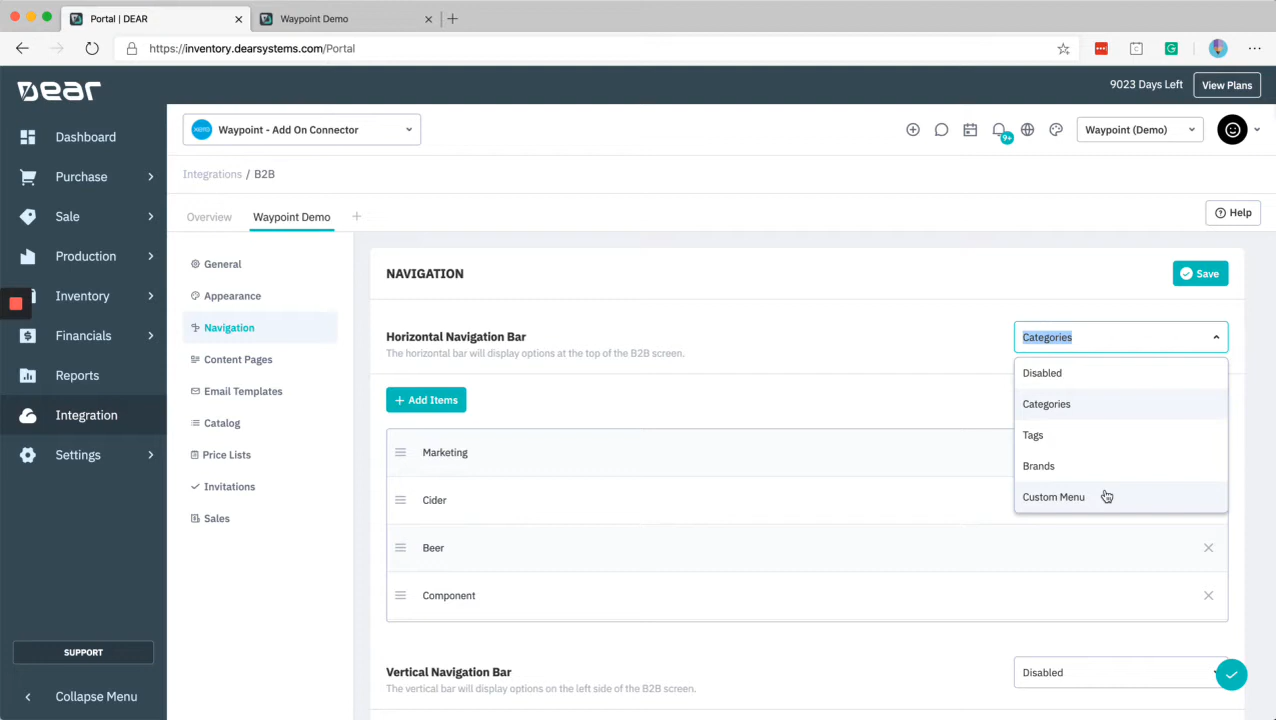 Portal | DEAR
Waypoint Demo
https://inventory.dearsystems.com/Portal
dear
9023 Days Left
View Plans
Dashboard
Purchase
Sale
Production
Inventory
Financials
Reports
Integration
Settings
SUPPORT
Collapse Menu
xero
Waypoint - Add On Connector
9+
Waypoint (Demo)
Integrations / B2B
Overview
Waypoint Demo
Help
General
Appearance
Navigation
Content Pages
Email Templates
Catalog
Price Lists
Invitations
Sales
NAVIGATION
Save
Horizontal Navigation Bar
The horizontal bar will display options at the top of the B2B screen.
Categories
Disabled
Categories
Tags
Brands
Custom Menu
+ Add Items
Marketing
Cider
Beer
Component
Vertical Navigation Bar
The vertical bar will display options on the left side of the B2B screen.
Disabled